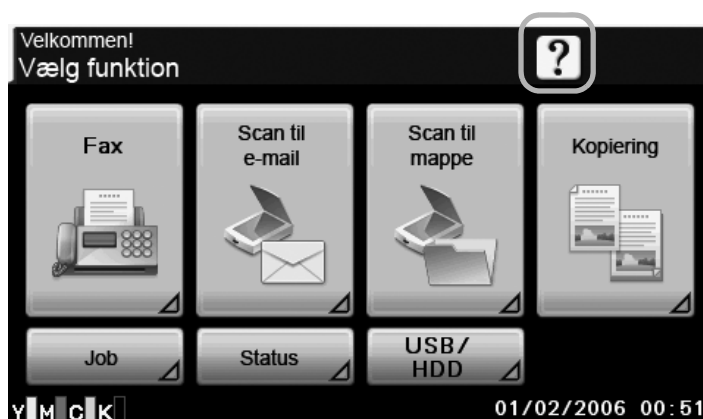 Velkommen!
Vælg funktion
?
Fax
Scan til
e-mail
Scan til
mappe
Kopiering
Job
Status
USB/
HDD
Y M C K
01/02/2006 00:51